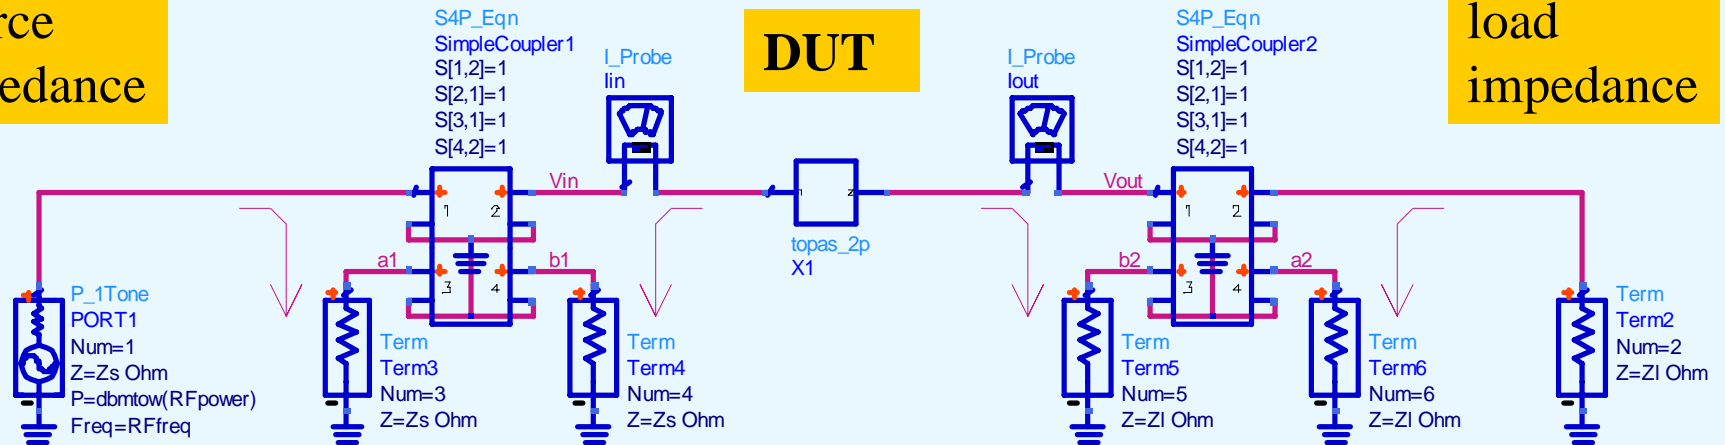 edance
DUT
load
impedance
S4P_Eqn
SimpleCoupler1
S[1,2]=1
S[2,1]=1
S[3,1]=1
S[4,2]=1
I_Probe
Iin
I_Probe
Iout
S4P_Eqn
SimpleCoupler2
S[1,2]=1
S[2,1]=1
S[3,1]=1
S[4,2]=1
Vin
Vout
1
2
3
4
1
2
1
2
3
4
a1
b1
b2
a2
topas_2p
X1
P_1Tone
PORT1
Num=1
Z=Zs Ohm
P=dbmtow(RFpower)
Freq=RFfreq
Term
Term3
Num=3
Z=Zs Ohm
Term
Term4
Num=4
Z=Zs Ohm
Term
Term5
Num=5
Z=Zl Ohm
Term
Term6
Num=6
Z=Zl Ohm
Term
Term2
Num=2
Z=Zl Ohm